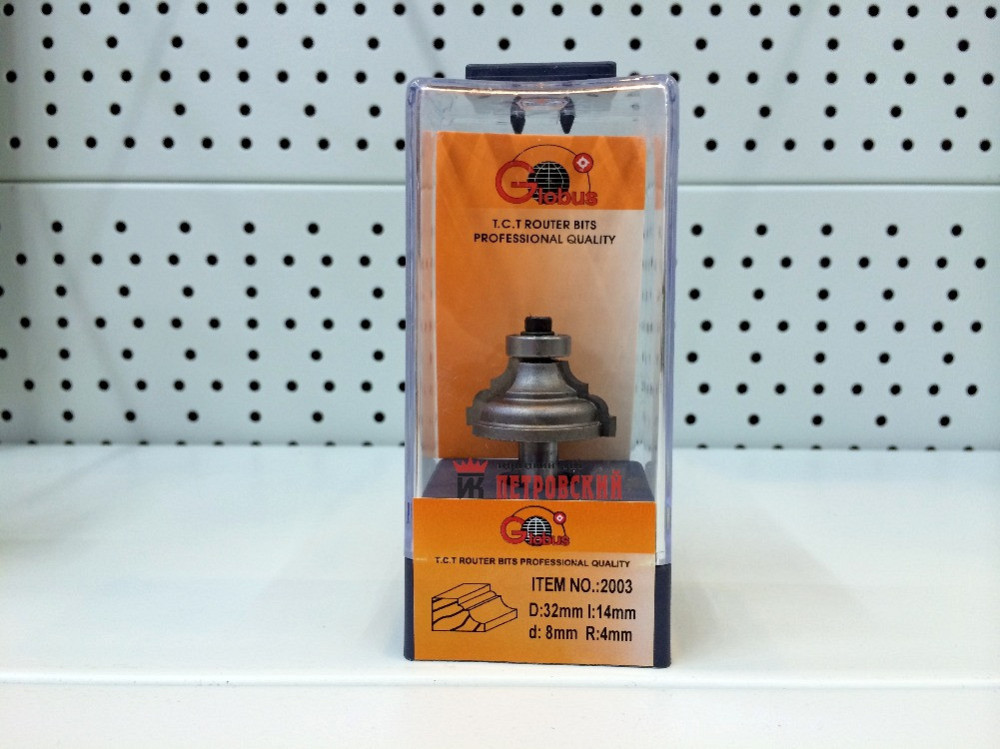 Globus
T.C.T ROUTER BITS
PROFESSIONAL QUALITY
ПЕТРОВСКИЙ
Globus
T.C.T ROUTER BITS PROFESSIONAL QUALITY
ITEM NO.:2003
D:32mm I:14mm
d: 8mm R:4mm